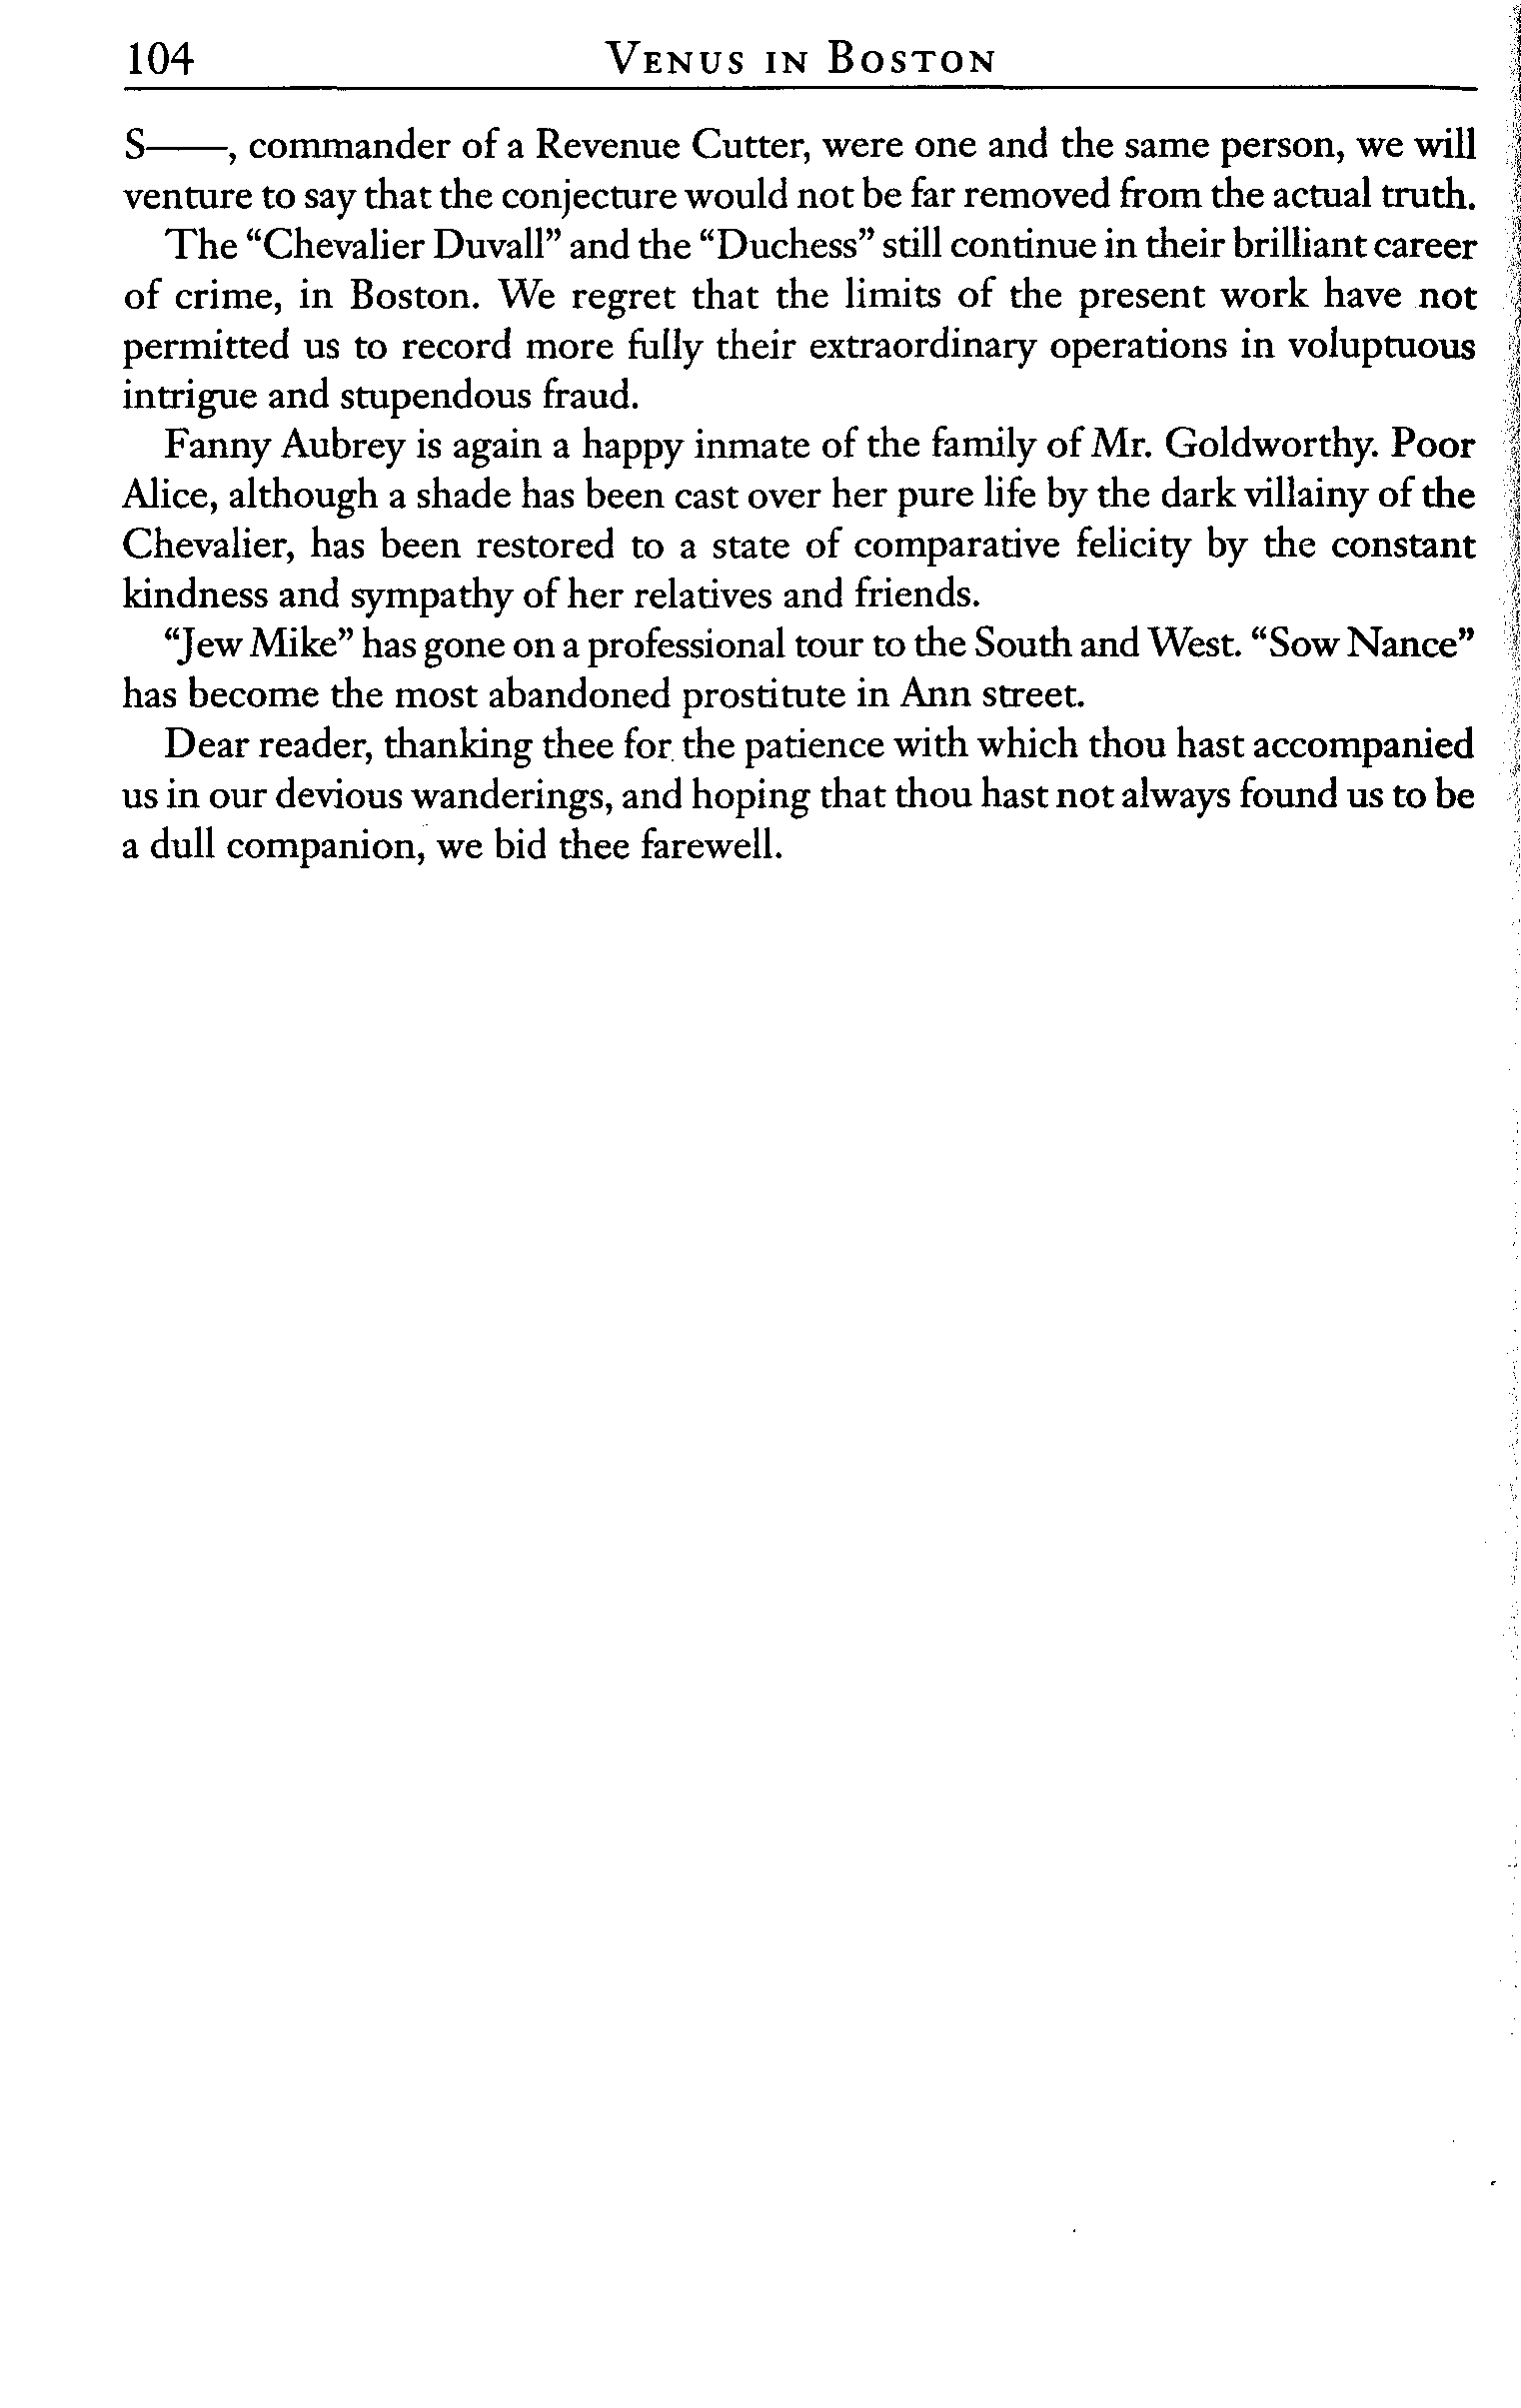 104 VENUS IN BOSTON
S——, commander of a Revenue Cutter, were one and the same person, we will
venture to say that the conjecture would not be far removed from the actual truth.
The “Chevalier Duvall” and the “Duchess” still continue in their brilliant career
of crime, in Boston. We regret that the limits of the present work have not
permitted us to record more fully their extraordinary operations in voluptuous
intrigue and stupendous fraud.
Fanny Aubrey is again a happy inmate of the family of Mr. Goldworthy. Poor
Alice, although a shade has been cast over her pure life by the dark villainy of the
Chevalier, has been restored to a state of comparative felicity by the constant
kindness and sympathy of her relatives and friends.
“Jew Mike” has gone on a professional tour to the South and West. “Sow Nance”
has become the most abandoned prostitute in Ann street.
Dear reader, thanking thee for the patience with which thou hast accompanied
us in our devious wanderings, and hoping that thou hast not always found us to be
a dull companion, we bid thee farewell.